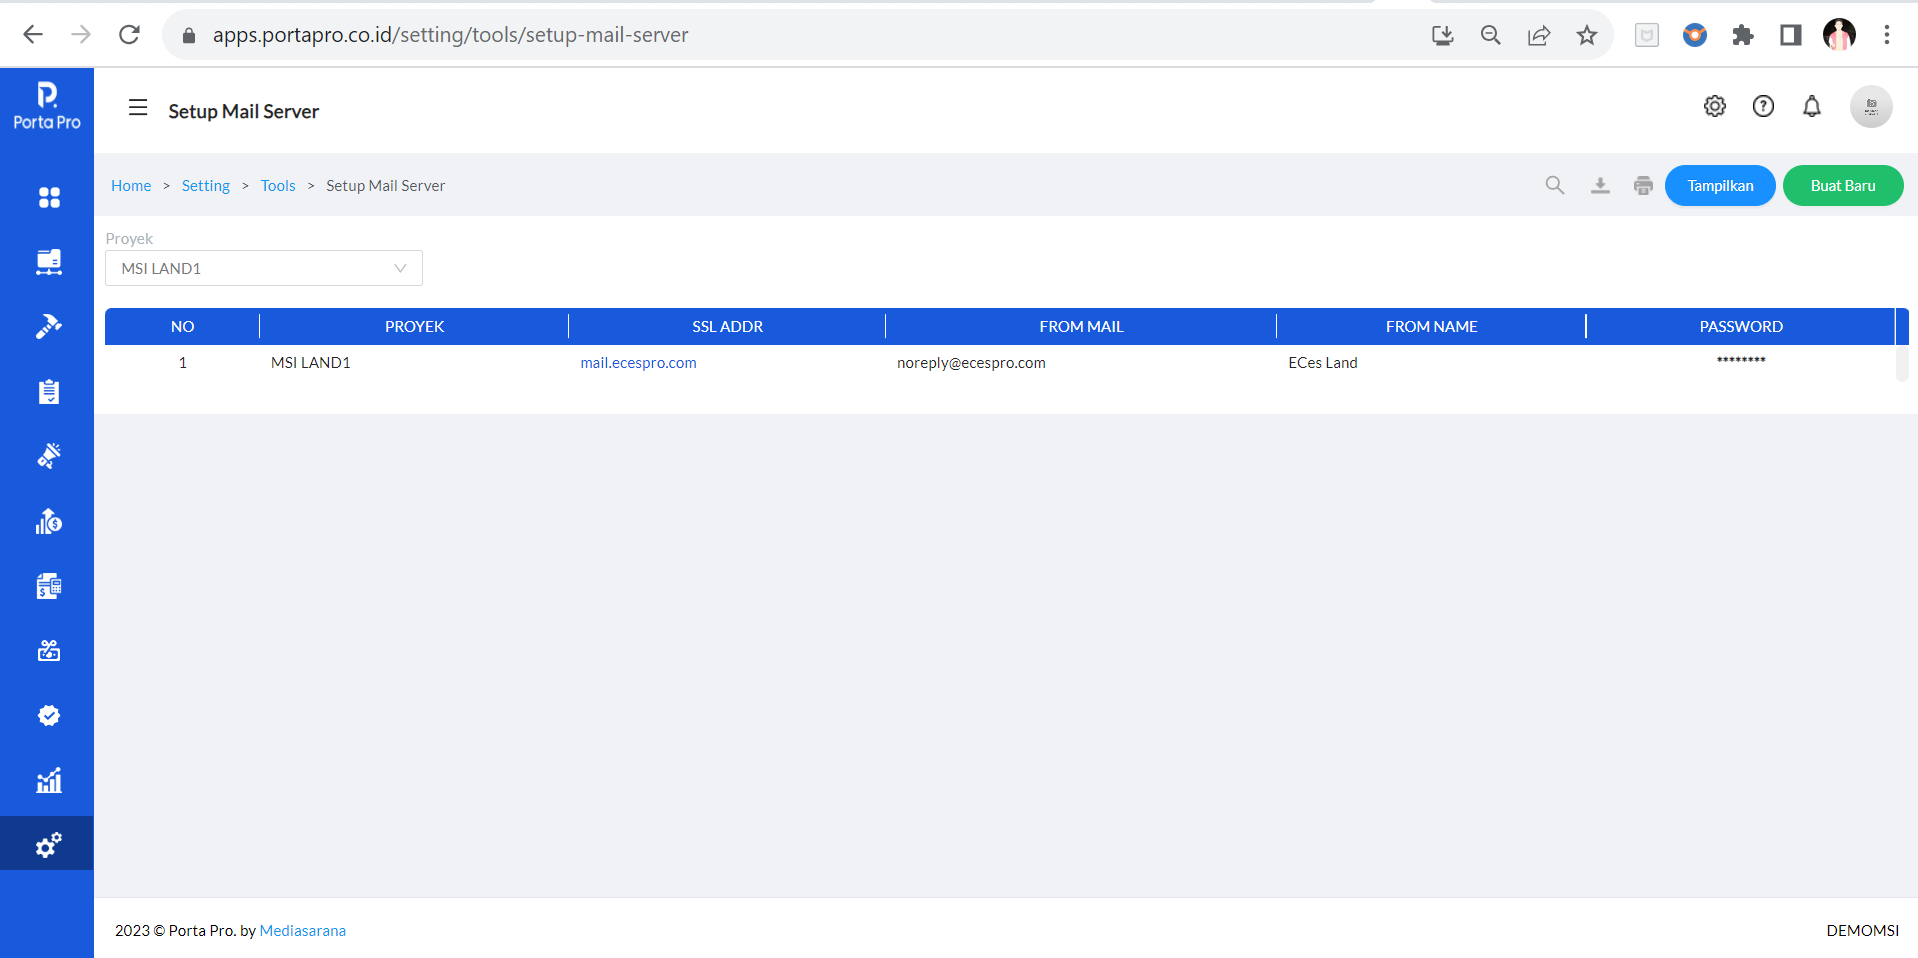 apps.portapro.co.id/setting/tools/setup-mail-server
Porta Pro
Setup Mail Server
Home > Setting > Tools > Setup Mail Server
Tampilkan
Buat Baru
Proyek
MSI LAND1
NO PROYEK SSL ADDR FROM MAIL FROM NAME PASSWORD
1 MSI LAND1 mail.ecespro.com noreply@ecespro.com ECes Land ********
2023 © Porta Pro. by Mediasarana
DEMOMSI